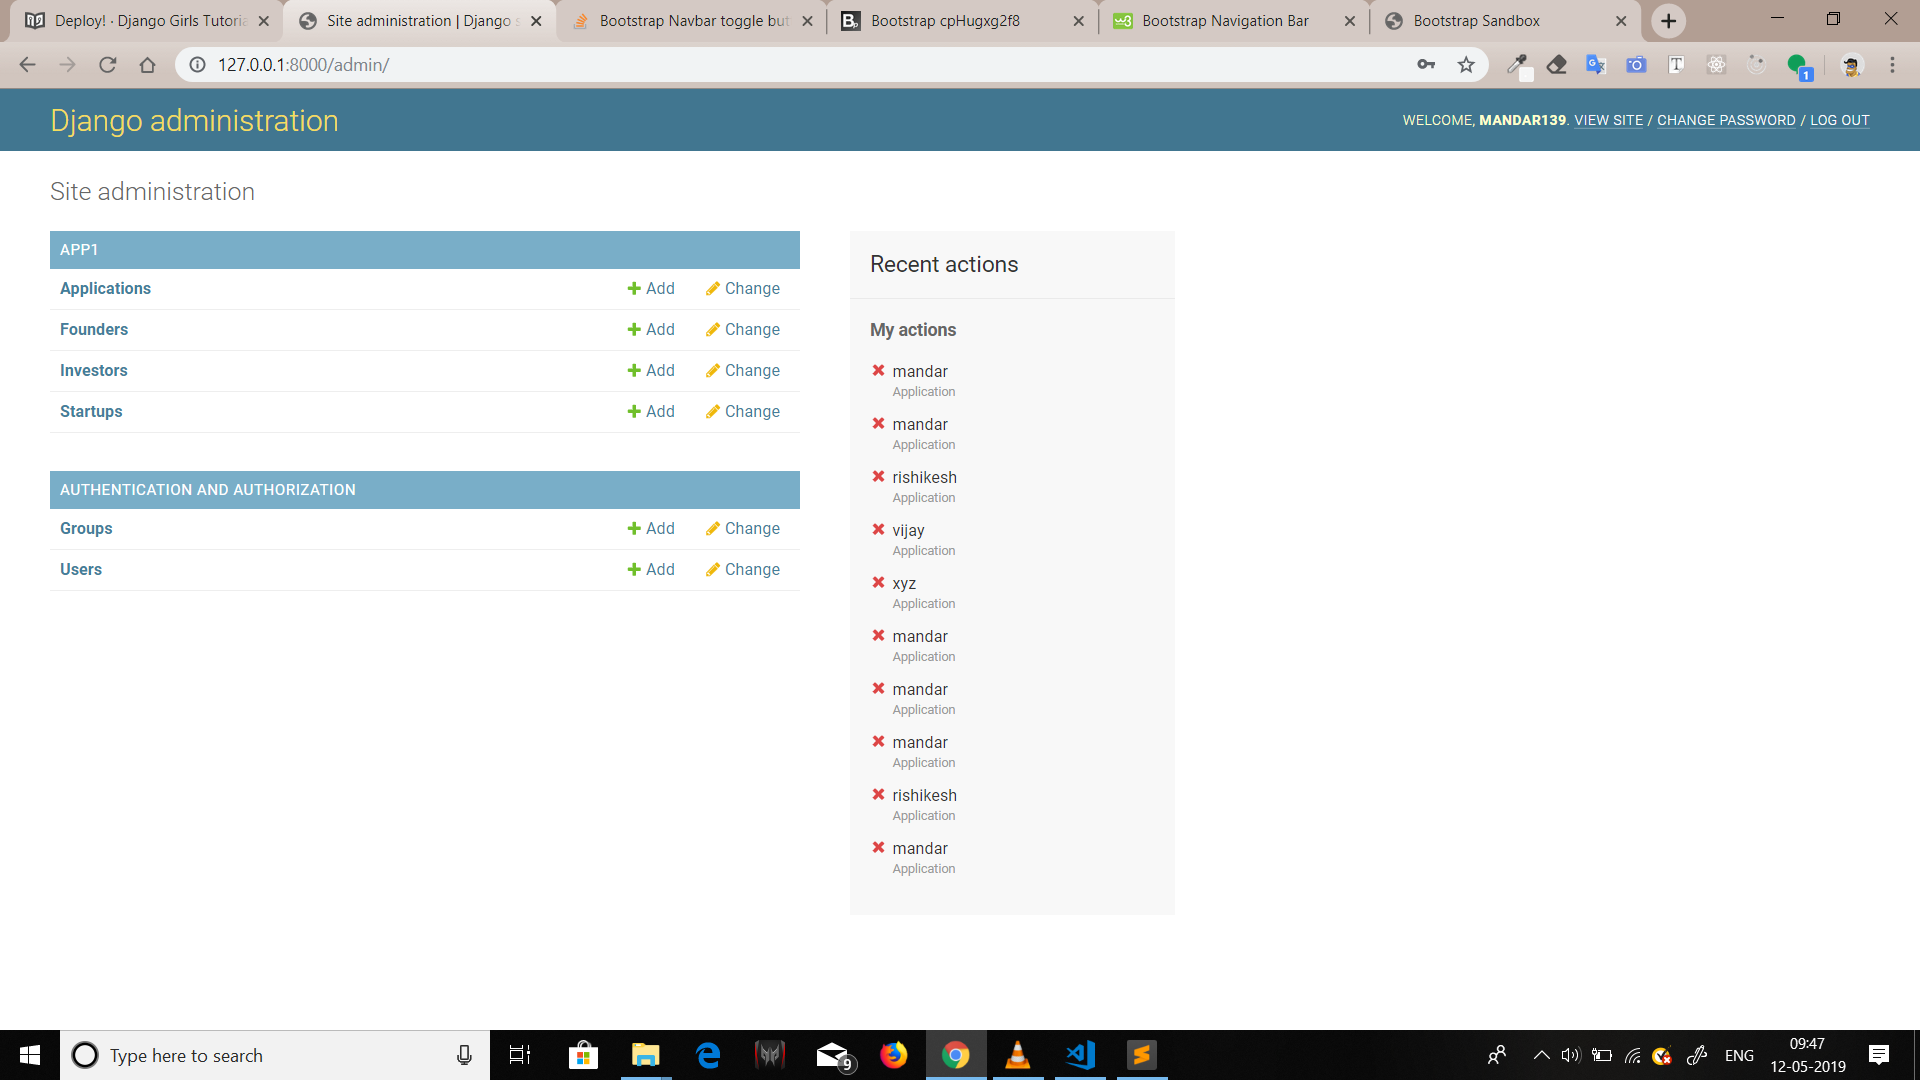 Deploy! · Django Girls Tutoria
Site administration | Django s
Bootstrap Navbar toggle but
Bootstrap cpHugxg2f8
Bootstrap Navigation Bar
Bootstrap Sandbox
127.0.0.1:8000/admin/
1
Django administration
WELCOME, MANDAR139. VIEW SITE / CHANGE PASSWORD / LOG OUT
Site administration
APP1
Applications Add Change
Founders Add Change
Investors Add Change
Startups Add Change
AUTHENTICATION AND AUTHORIZATION
Groups Add Change
Users Add Change
Recent actions
My actions
mandar
Application
mandar
Application
rishikesh
Application
vijay
Application
xyz
Application
mandar
Application
mandar
Application
mandar
Application
rishikesh
Application
mandar
Application
Type here to search
9
ENG
09:47
12-05-2019